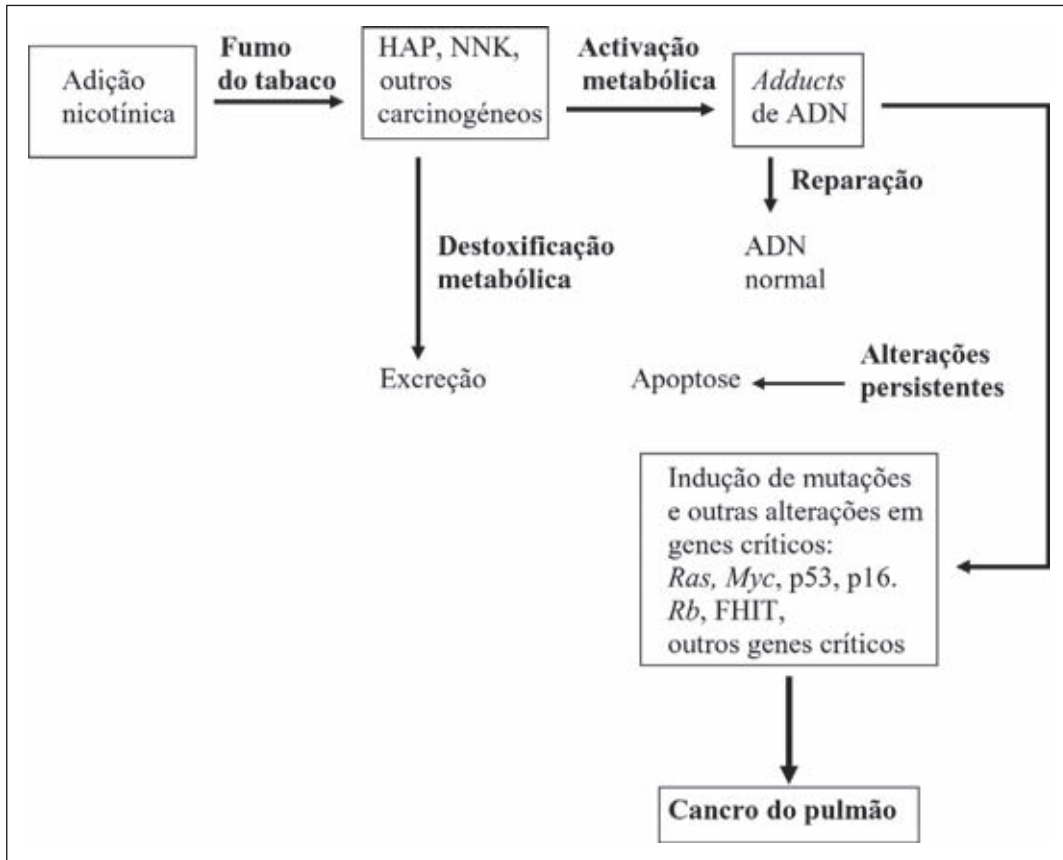 Adição
nicotínica
Fumo
do tabaco
HAP, NNK,
outros
carcinogéneos
Activação
metabólica
Adducts
de ADN
Reparação
ADN
normal
Destoxificação
metabólica
Excreção
Apoptose
Alterações
persistentes
Indução de mutações
e outras alterações em
genes críticos:
Ras, Myc, p53, p16.
Rb, FHIT,
outros genes críticos
Cancro do pulmão